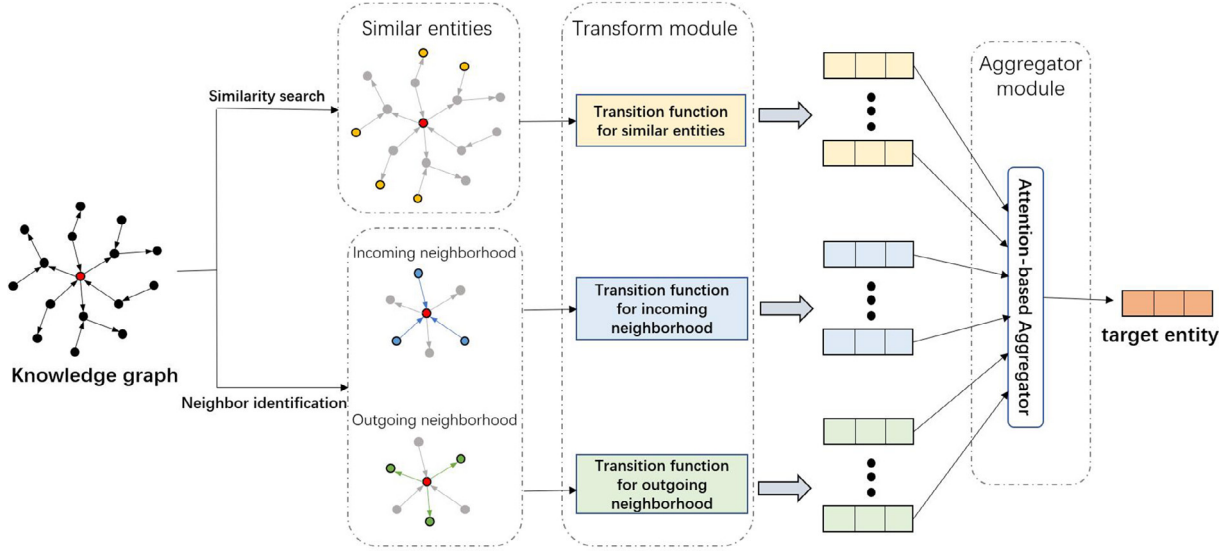 Similar entities
Transform module
Aggregator
module
Similarity search
Transition function
for similar entities
Incoming neighborhood
Transition function
for incoming
neighborhood
Attention-based Aggregator
target entity
Knowledge graph
Neighbor identification
Outgoing neighborhood
Transition function
for outgoing
neighborhood